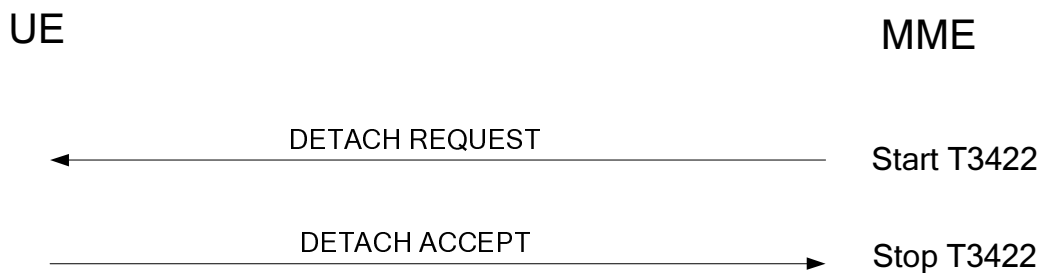 UE
MME
DETACH REQUEST
Start T3422
DETACH ACCEPT
Stop T3422